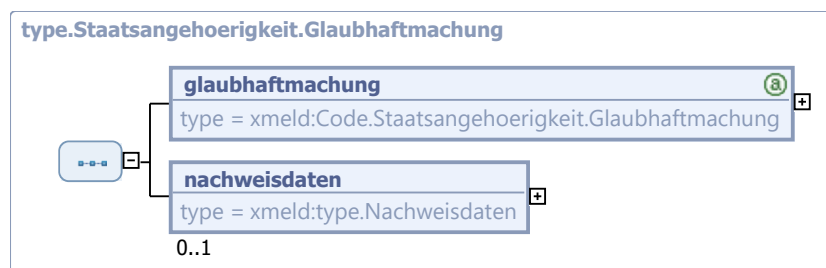 type.Staatsangehoerigkeit.Glaubhaftmachung
glaubhaftmachung
a
type = xmeld:Code.Staatsangehoerigkeit.Glaubhaftmachung
nachweisdaten
type = xmeld:type.Nachweisdaten
0..1